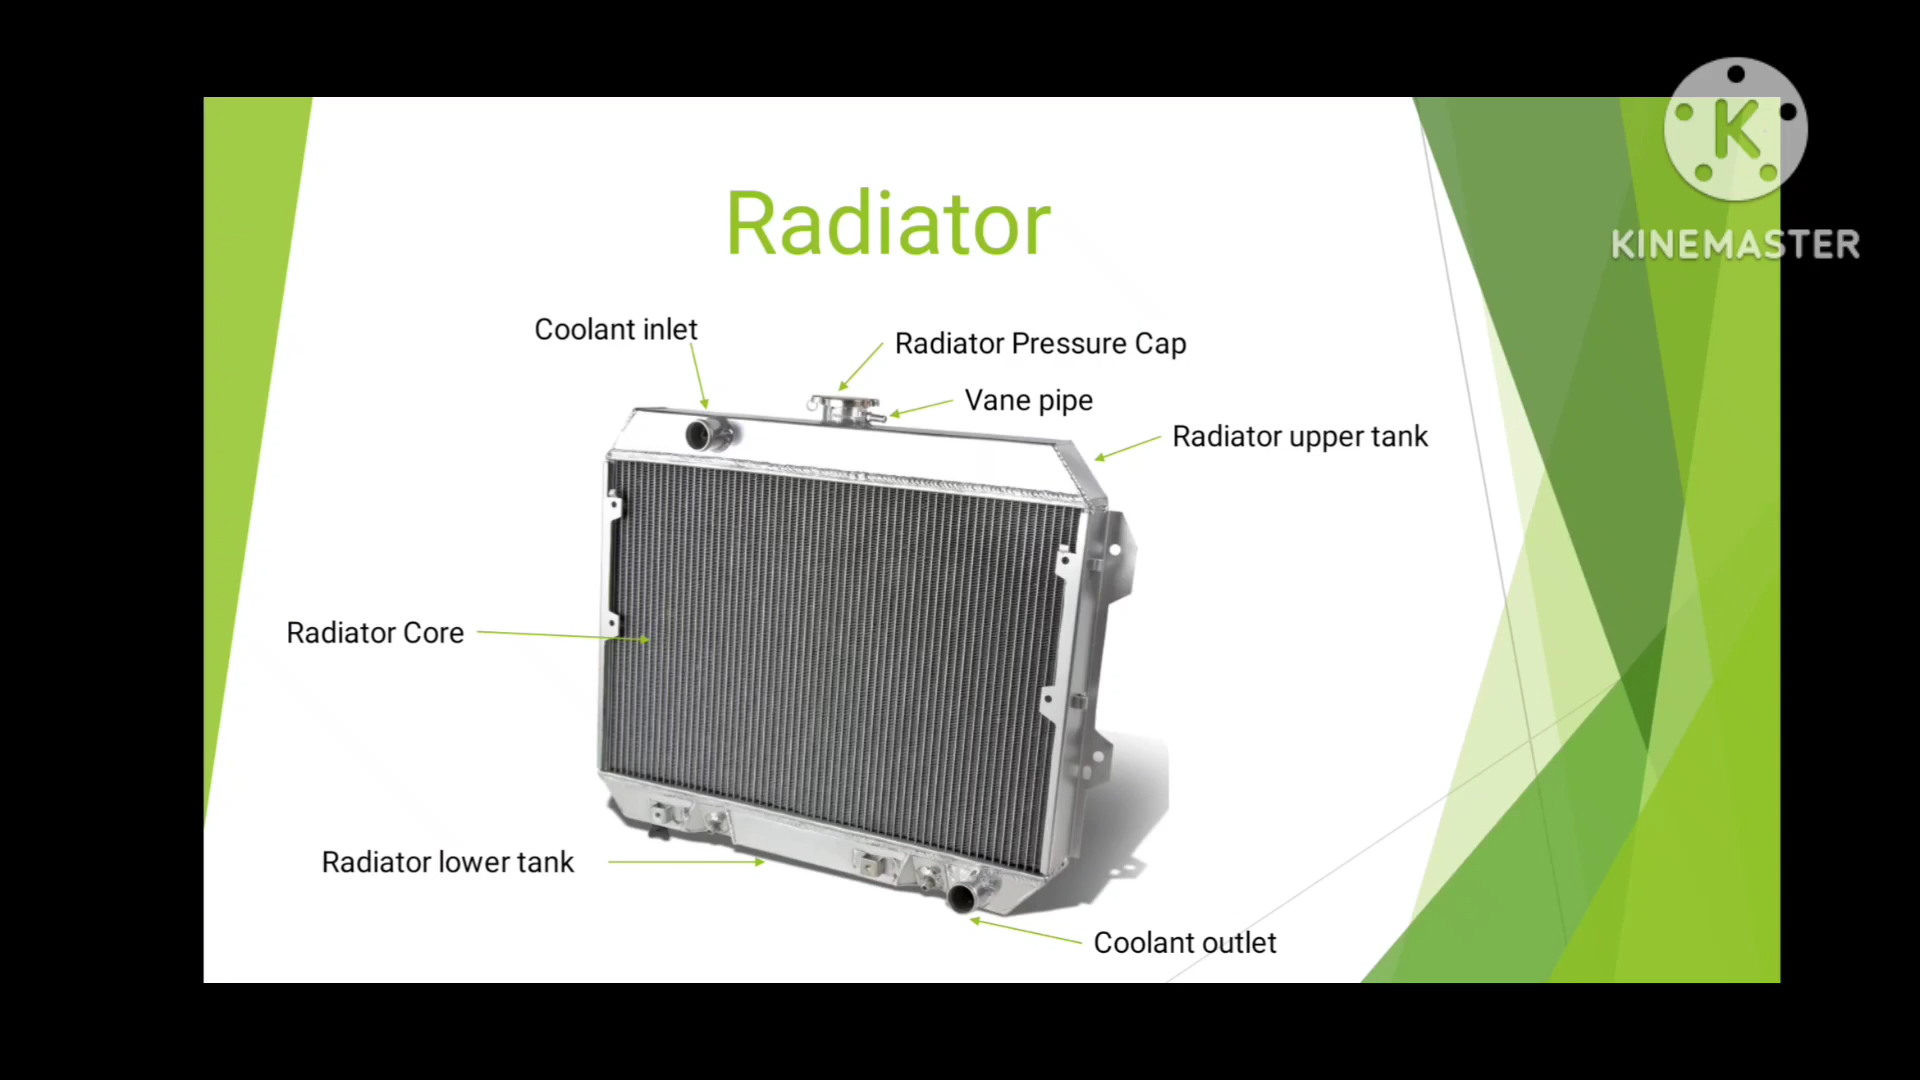 K
KINEMASTER
Radiator
Coolant inlet
Radiator Pressure Cap
Vane pipe
Radiator upper tank
Radiator Core
Radiator lower tank
Coolant outlet